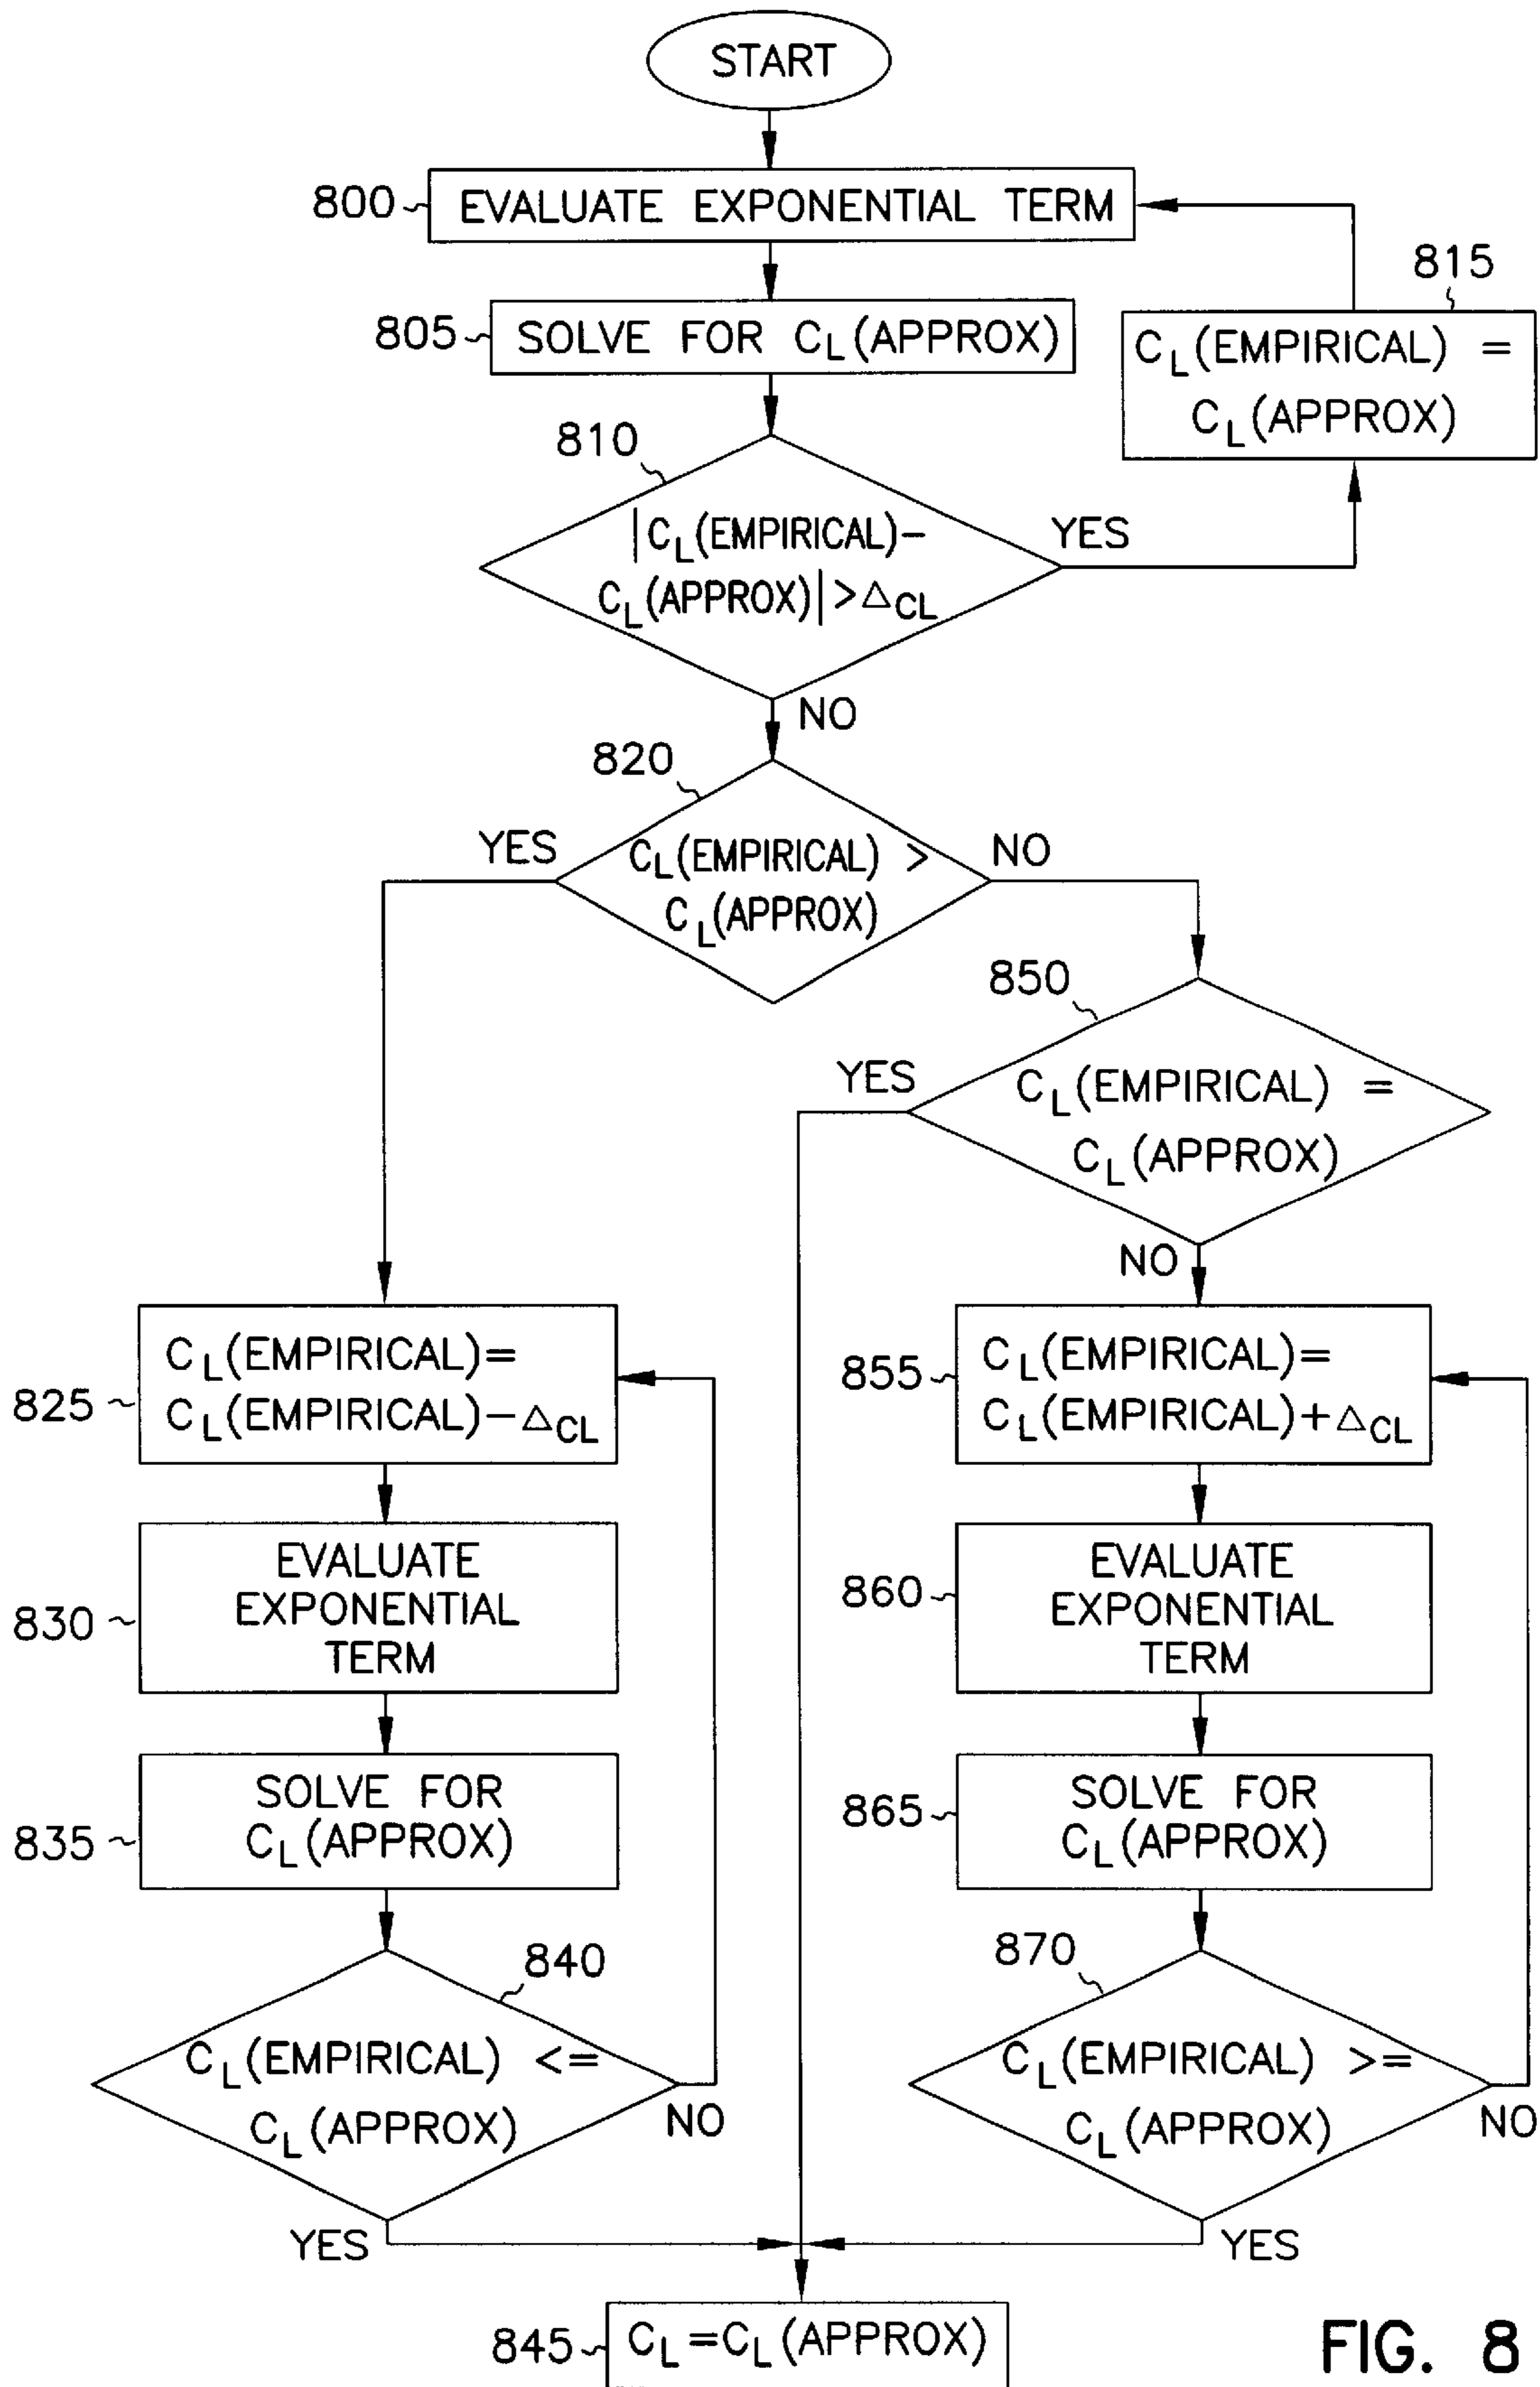 START
800
EVALUATE EXPONENTIAL TERM
815
805
SOLVE FOR CL(APPROX)
CL(EMPIRICAL) =
CL(APPROX)
810
|CL(EMPIRICAL)-
CL(APPROX)|>△CL
YES
NO
820
YES
CL(EMPIRICAL) >
CL(APPROX)
NO
850
YES
CL(EMPIRICAL) =
CL(APPROX)
NO
825
CL(EMPIRICAL)=
CL(EMPIRICAL)-△CL
855
CL(EMPIRICAL)=
CL(EMPIRICAL)+△CL
830
EVALUATE
EXPONENTIAL
TERM
860
EVALUATE
EXPONENTIAL
TERM
835
SOLVE FOR
CL(APPROX)
865
SOLVE FOR
CL(APPROX)
840
CL(EMPIRICAL) <=
CL(APPROX)
NO
870
CL(EMPIRICAL) >=
CL(APPROX)
NO
YES
YES
845
CL=CL(APPROX)
FIG. 8